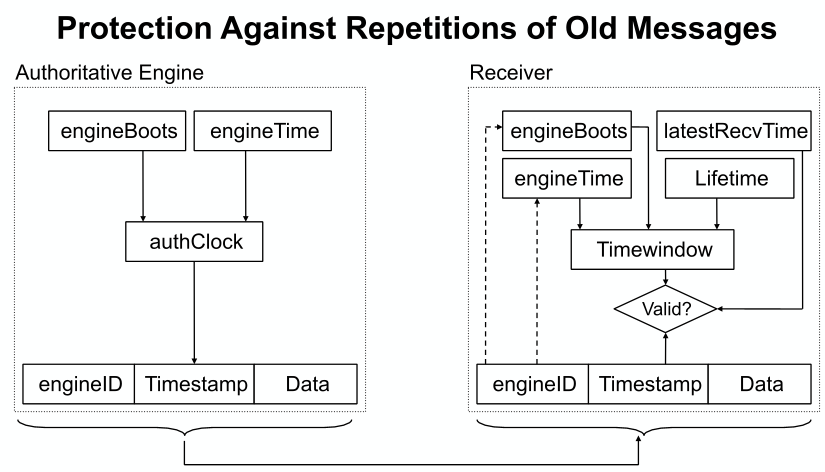 Protection Against Repetitions of Old Messages
Authoritative Engine
engineBoots
engineTime
authClock
engineID
Timestamp
Data
Receiver
engineBoots
latestRecvTime
engineTime
Lifetime
Timewindow
Valid?
engineID
Timestamp
Data